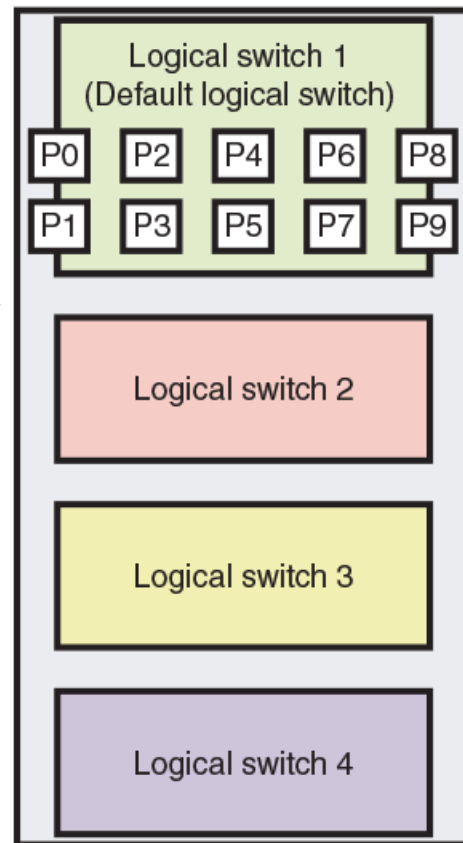 Logical switch 1
(Default logical switch)
P0 P2 P4 P6 P8
P1 P3 P5 P7 P9
Logical switch 2
Logical switch 3
Logical switch 4